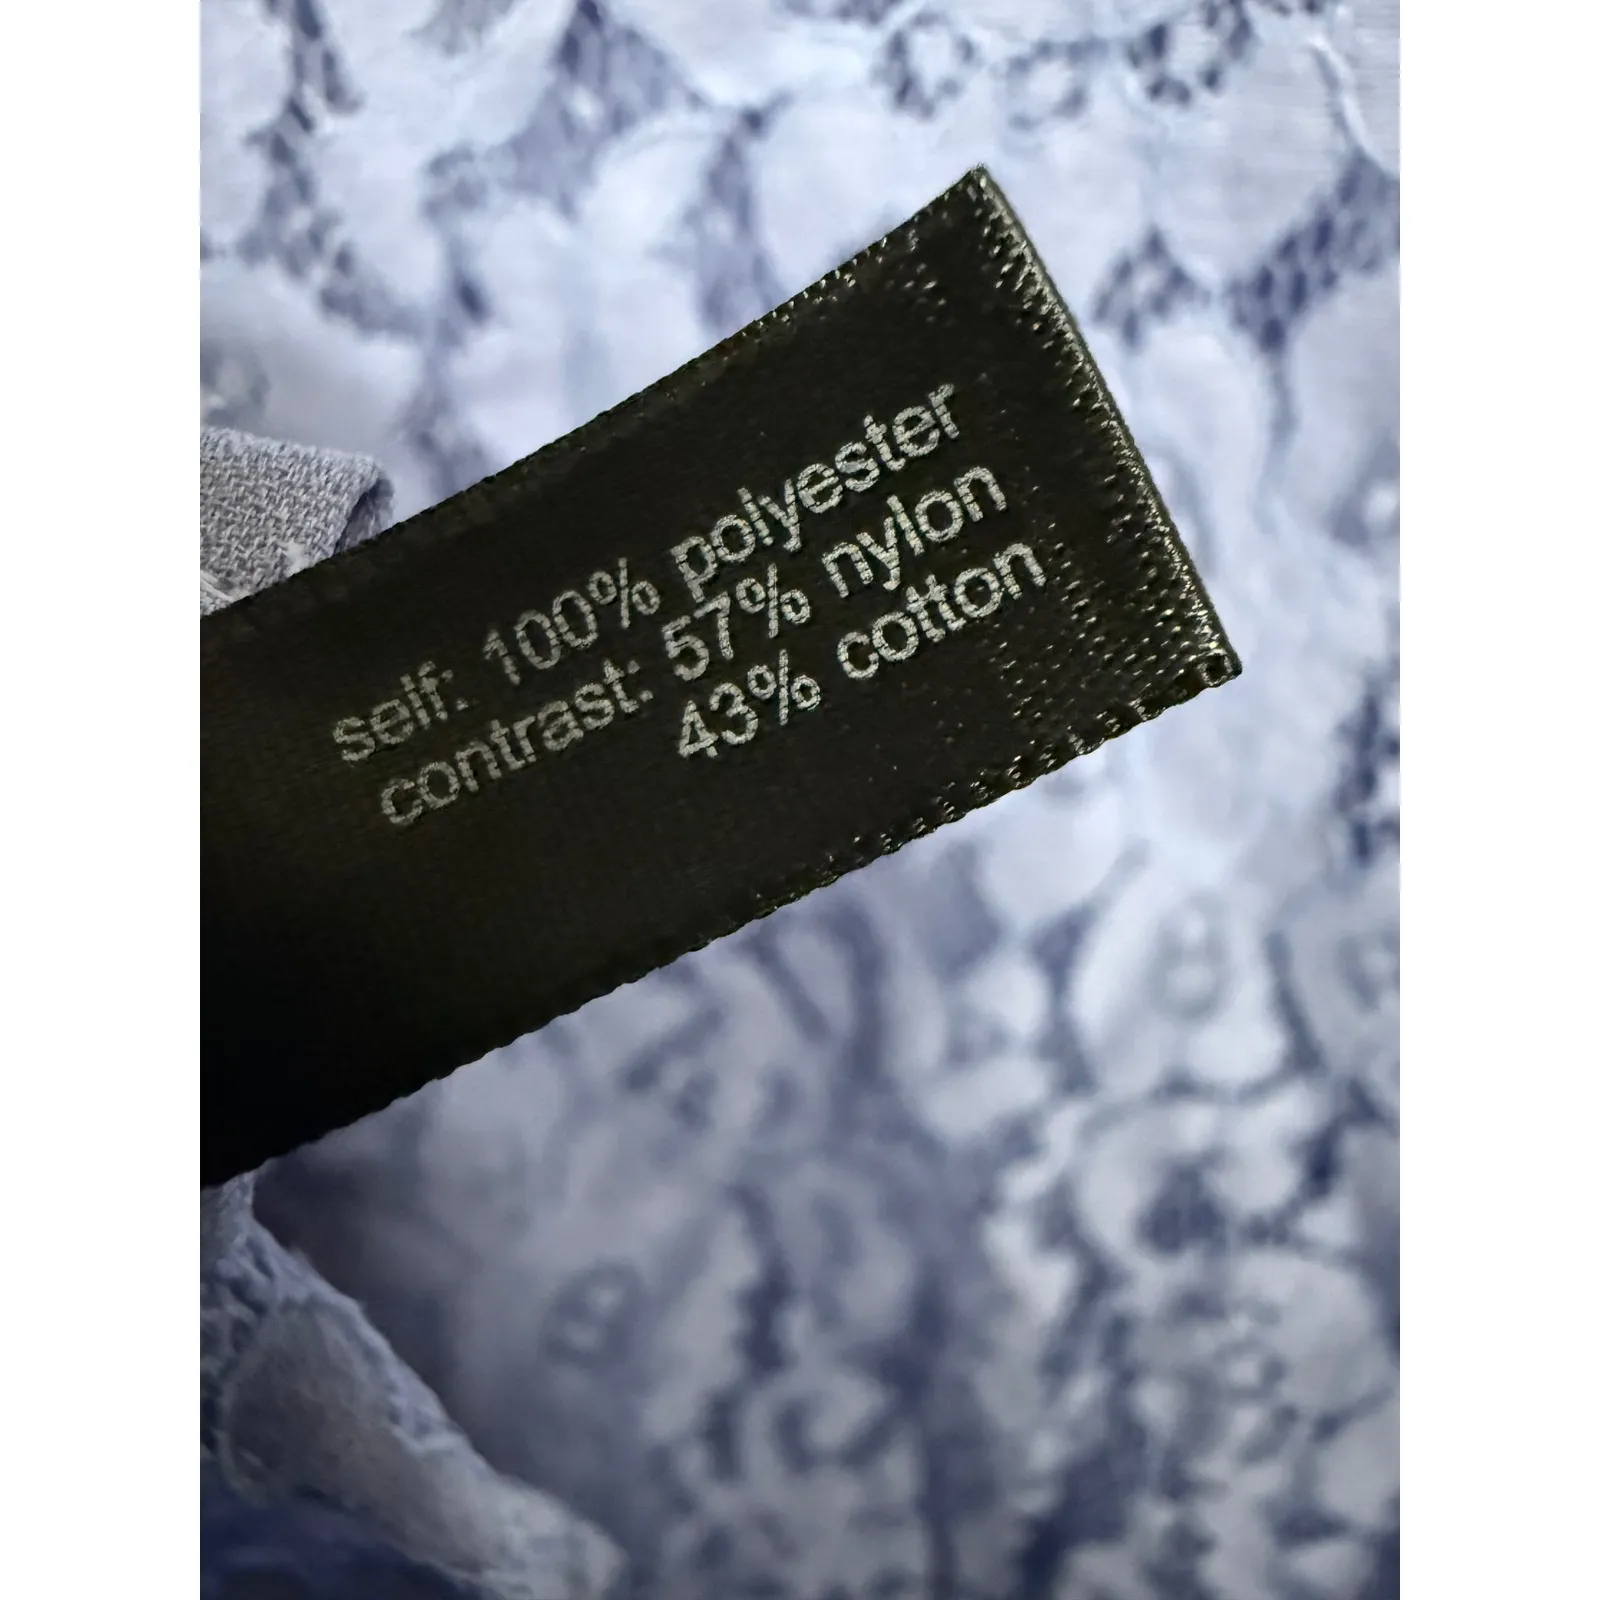 self: 100% polyester
contrast: 57% nylon
43% cotton